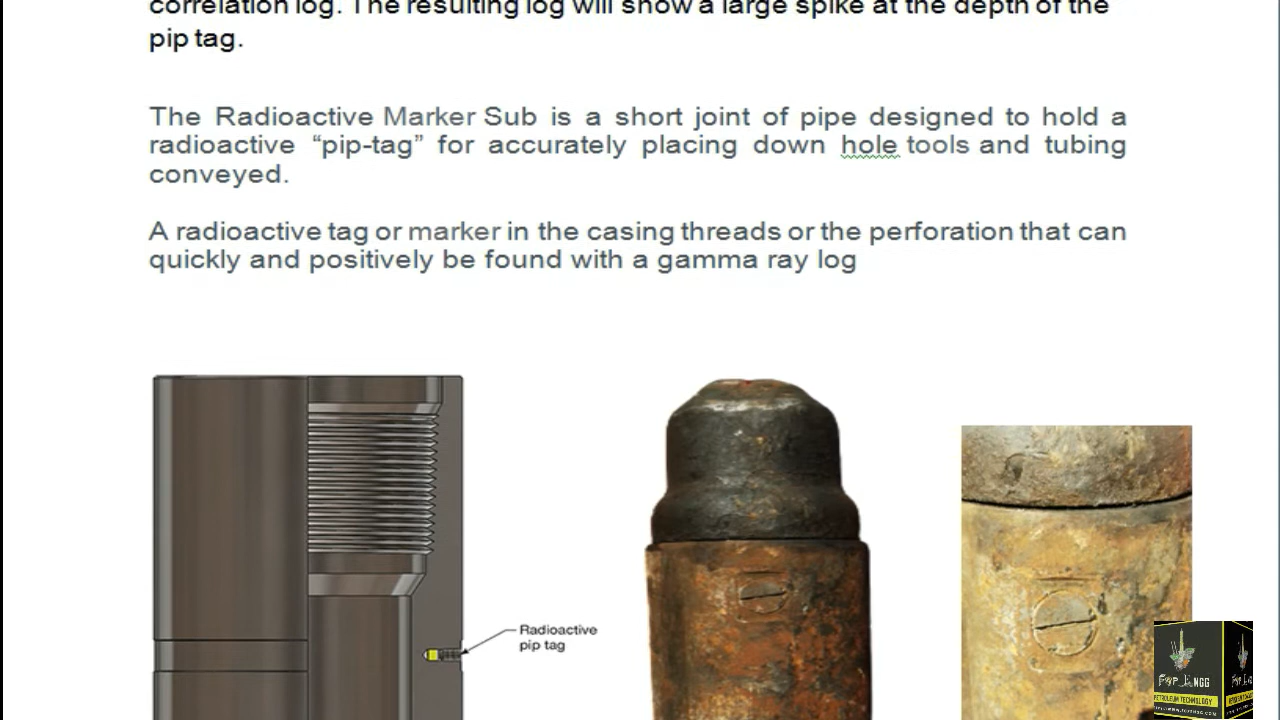 correlation log. The resulting log will show a large spike at the depth of the
pip tag.
The Radioactive Marker Sub is a short joint of pipe designed to hold a
radioactive “pip-tag” for accurately placing down hole tools and tubing
conveyed.
A radioactive tag or marker in the casing threads or the perforation that can
quickly and positively be found with a gamma ray log
Radioactive
pip tag
PETROLEUM TECHNOLOGY